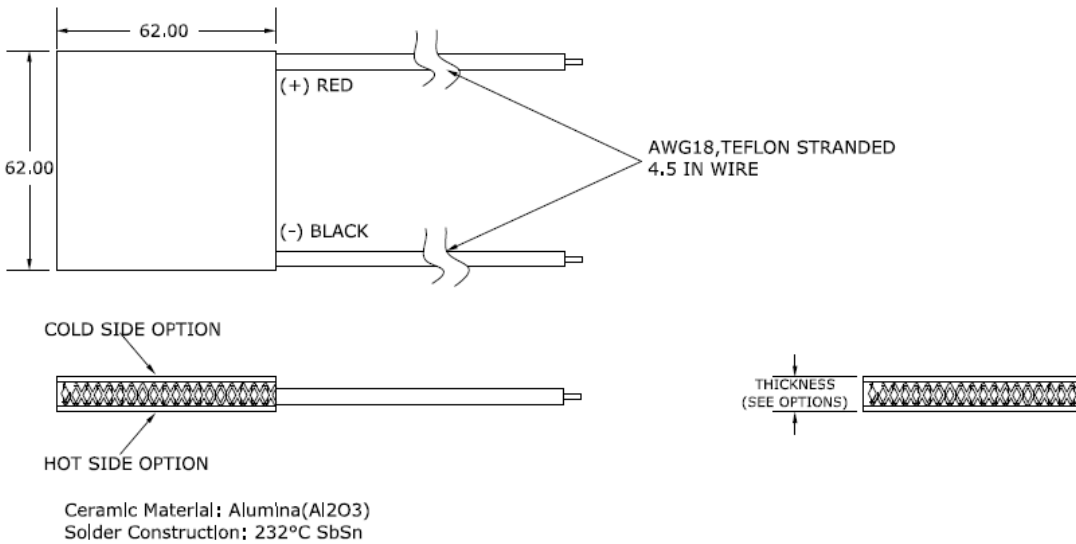 62.00
(+) RED
62.00
AWG18,TEFLON STRANDED
4.5 IN WIRE
(-) BLACK
COLD SIDE OPTION
THICKNESS
(SEE OPTIONS)
HOT SIDE OPTION
Ceramic Material: Alumina(Al2O3)
Solder Construction: 232°C SbSn